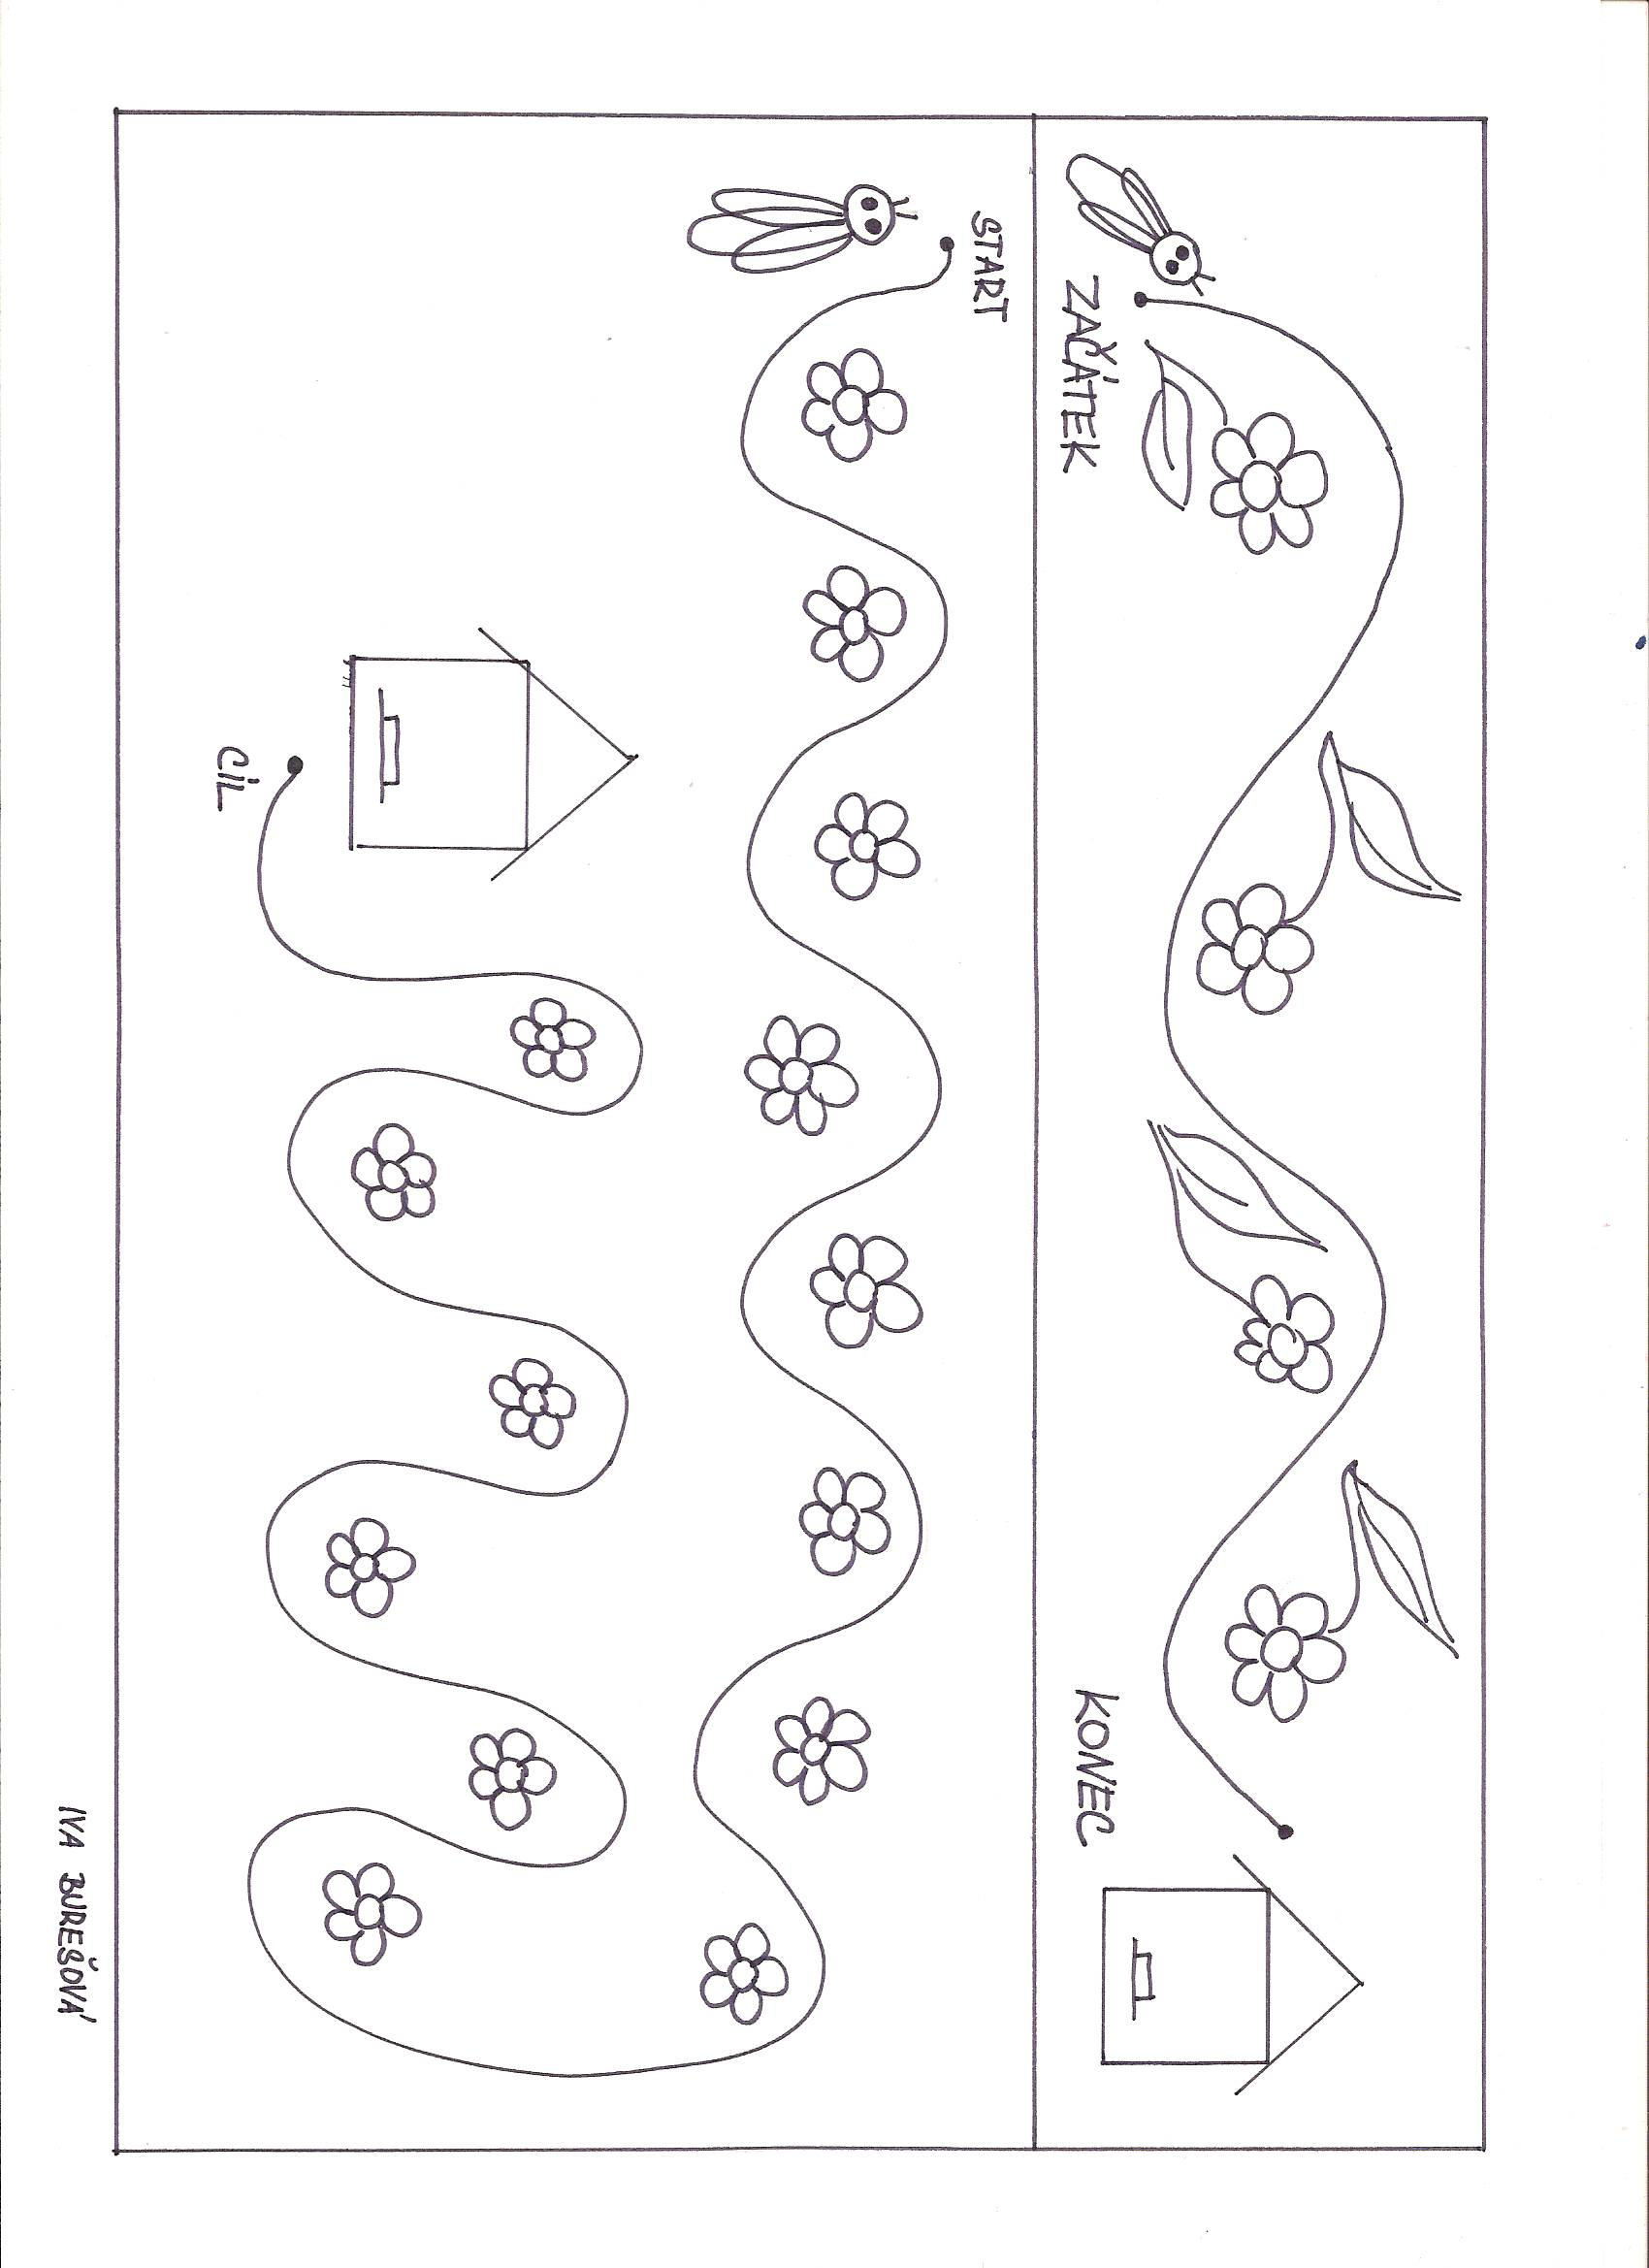 ZAČÁTEK
KONEC
START
CÍL
IVA BUREŠOVÁ